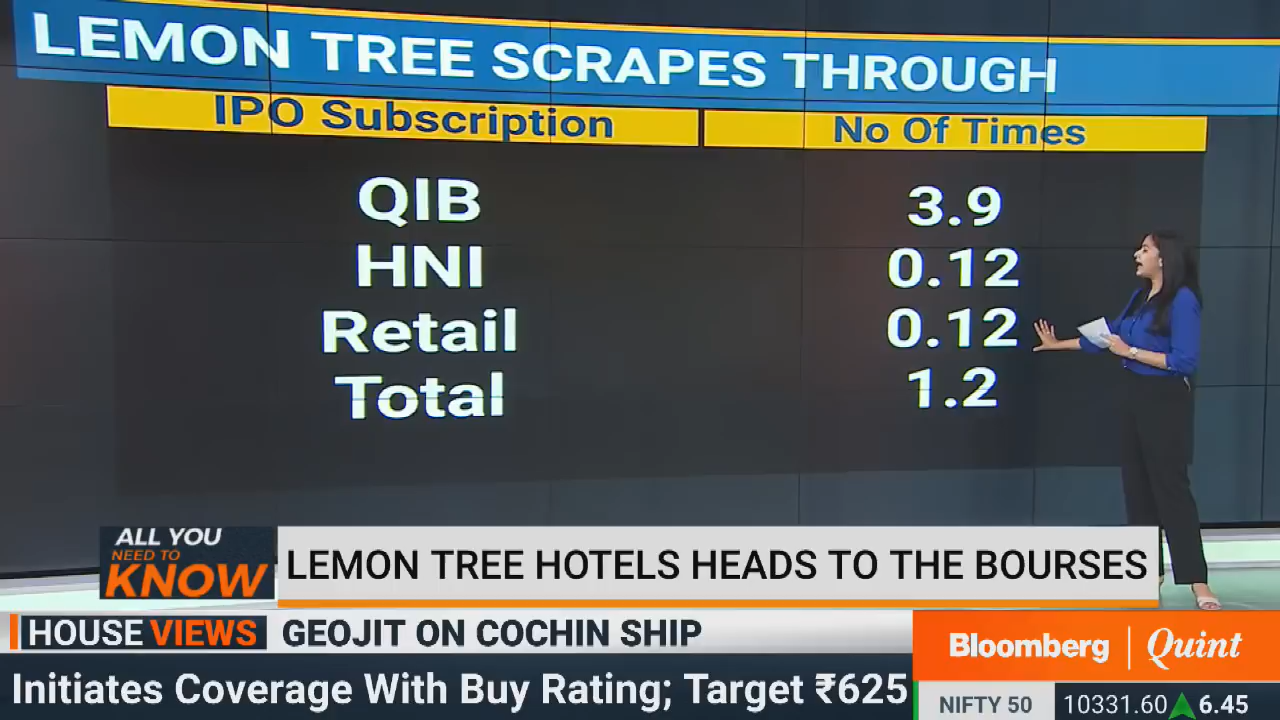 LEMON TREE SCRAPES THROUGH
IPO Subscription No Of Times
QIB 3.9
HNI 0.12
Retail 0.12
Total 1.2
ALL YOU
NEED TO
KNOW
LEMON TREE HOTELS HEADS TO THE BOURSES
HOUSE VIEWS GEOJIT ON COCHIN SHIP
Bloomberg | Quint
Initiates Coverage With Buy Rating; Target ₹625
NIFTY 50 10331.60 6.45